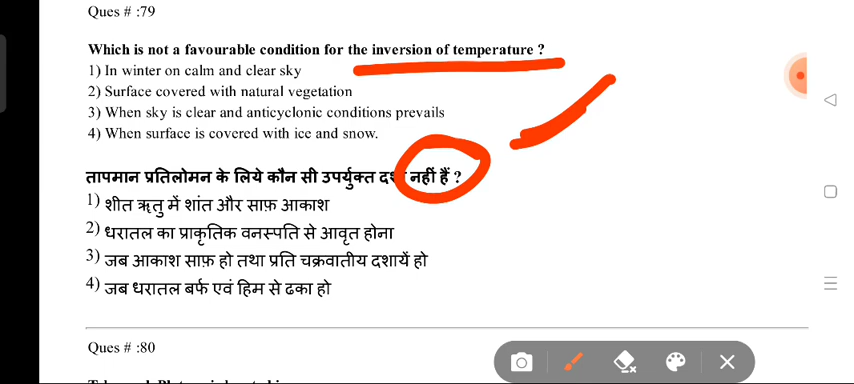 Ques # :79
Which is not a favourable condition for the inversion of temperature ?
1) In winter on calm and clear sky
2) Surface covered with natural vegetation
3) When sky is clear and anticyclonic conditions prevails
4) When surface is covered with ice and snow.
तापमान प्रतिलोमन के लिये कौन सी उपर्युक्त नहीं हैं ?
1) शीत ऋतु में शांत और साफ़ आकाश
2) धरातल का प्राकृतिक वनस्पति से आवृत होना
3) जब आकाश साफ़ हो तथा प्रति चक्रवातीय दशायें हो
4) जब धरातल बर्फ एवं हिम से ढका हो
Ques # :80